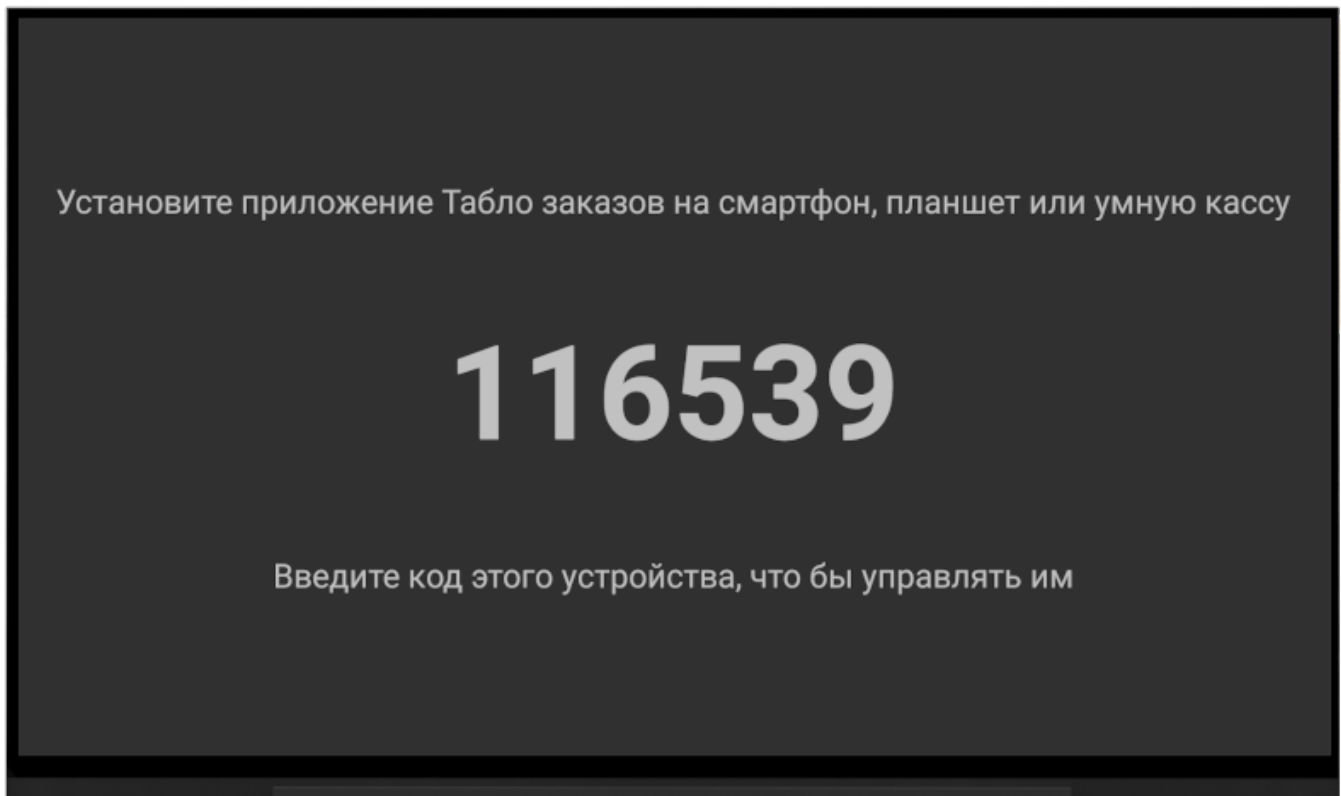 Установите приложение Табло заказов на смартфон, планшет или умную кассу
116539
Введите код этого устройства, что бы управлять им